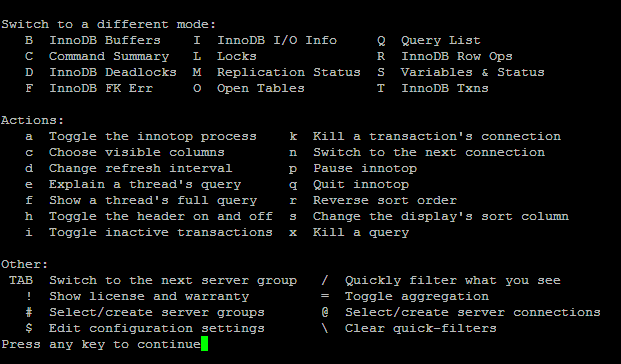 Switch to a different mode:
   B  InnoDB Buffers    I  InnoDB I/O Info     Q  Query List
   C  Command Summary   L  Locks               R  InnoDB Row Ops
   D  InnoDB Deadlocks  M  Replication Status  S  Variables & Status
   F  InnoDB FK Err     O  Open Tables         T  InnoDB Txns
Actions:
   a  Toggle the innotop process    k  Kill a transaction's connection
   c  Choose visible columns        n  Switch to the next connection
   d  Change refresh interval       p  Pause innotop
   e  Explain a thread's query      q  Quit innotop
   f  Show a thread's full query    r  Reverse sort order
   h  Toggle the header on and off  s  Change the display's sort column
   i  Toggle inactive transactions  x  Kill a query
Other:
 TAB  Switch to the next server group   /  Quickly filter what you see
   !  Show license and warranty         =  Toggle aggregation
   #  Select/create server groups       @  Select/create server connections
   $  Edit configuration settings       \  Clear quick-filters
Press any key to continue